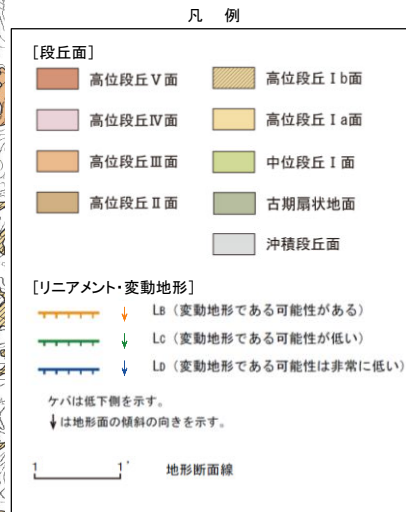 凡 例
[段丘面]
高位段丘Ⅴ面
高位段丘Ⅰb面
高位段丘Ⅳ面
高位段丘Ⅰa面
高位段丘Ⅲ面
中位段丘Ⅰ面
高位段丘Ⅱ面
古期扇状地面
沖積段丘面
[リニアメント・変動地形]
LB（変動地形である可能性がある）
LC（変動地形である可能性が低い）
LD（変動地形である可能性は非常に低い）
ケバは低下側を示す。
↓は地形面の傾斜の向きを示す。
1 1' 地形断面線